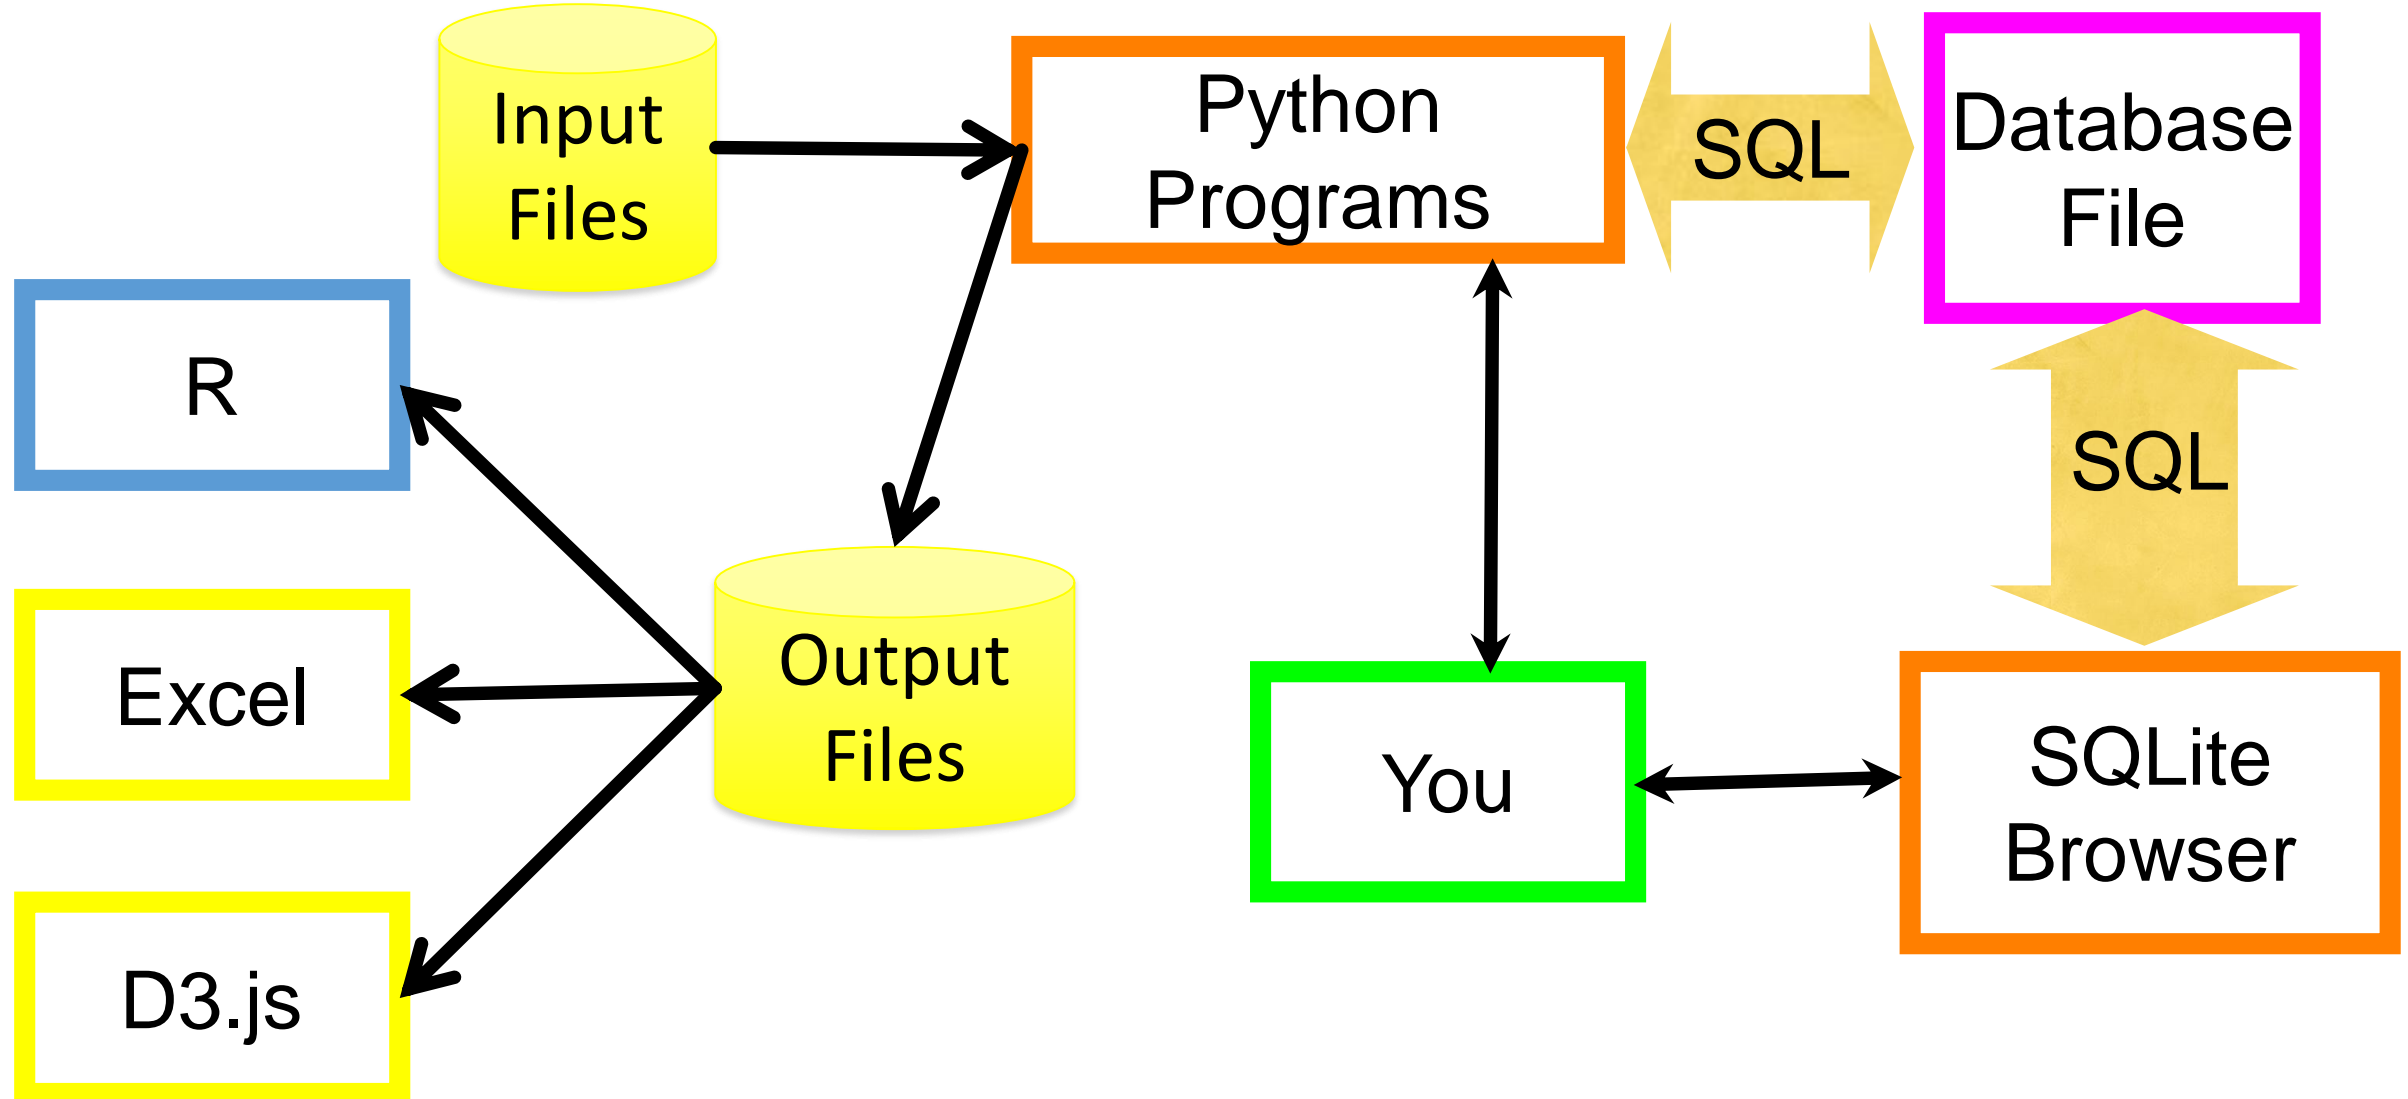 Input
Files
Python
Programs
SQL
Database
File
R
SQL
Excel
Output
Files
You
SQLite
Browser
D3.js